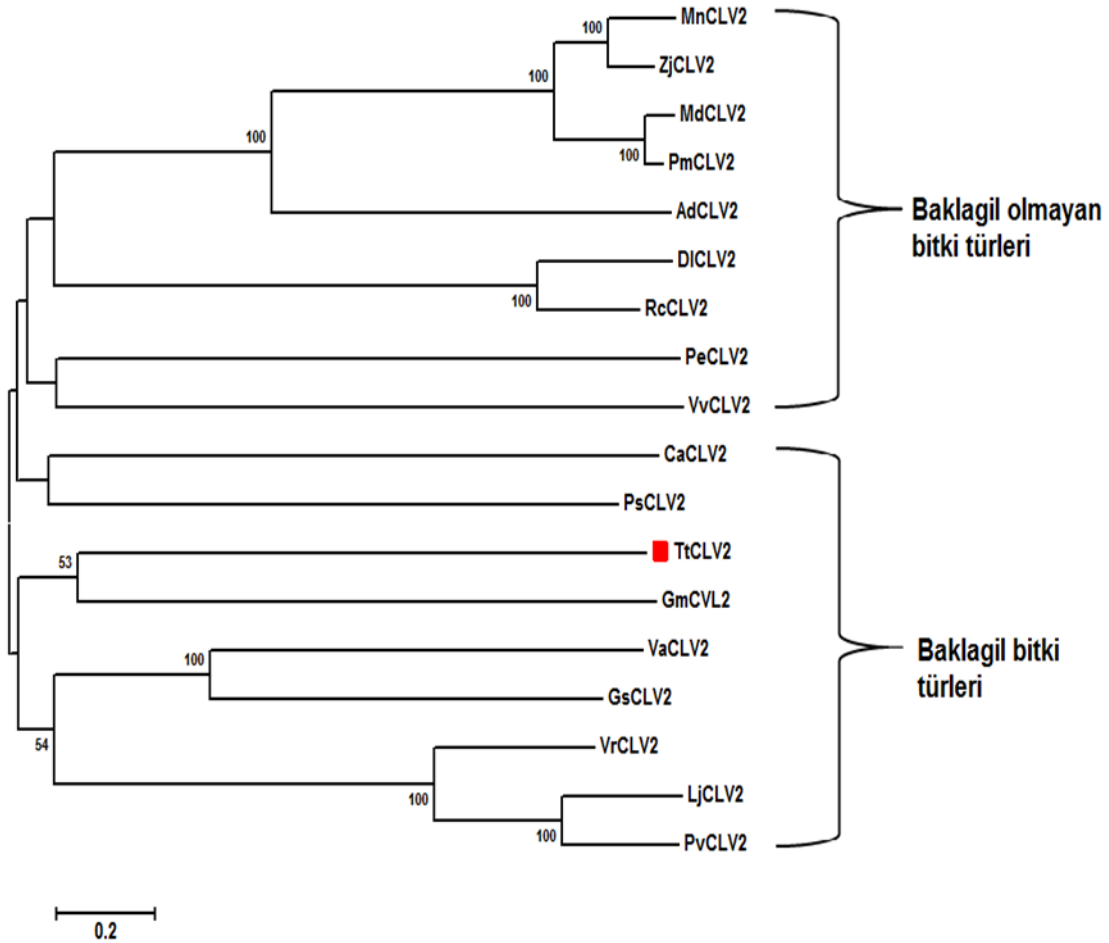 100
MnCLV2
ZjCLV2
100
MdCLV2
100
PmCLV2
100
AdCLV2
Baklagil olmayan
bitki türleri
DlCLV2
100
RcCLV2
PeCLV2
VvCLV2
CaCLV2
PsCLV2
53
TtCLV2
GmCVL2
Baklagil bitki
türleri
100
VaCLV2
GsCLV2
54
VrCLV2
100
LjCLV2
100
PvCLV2
0.2